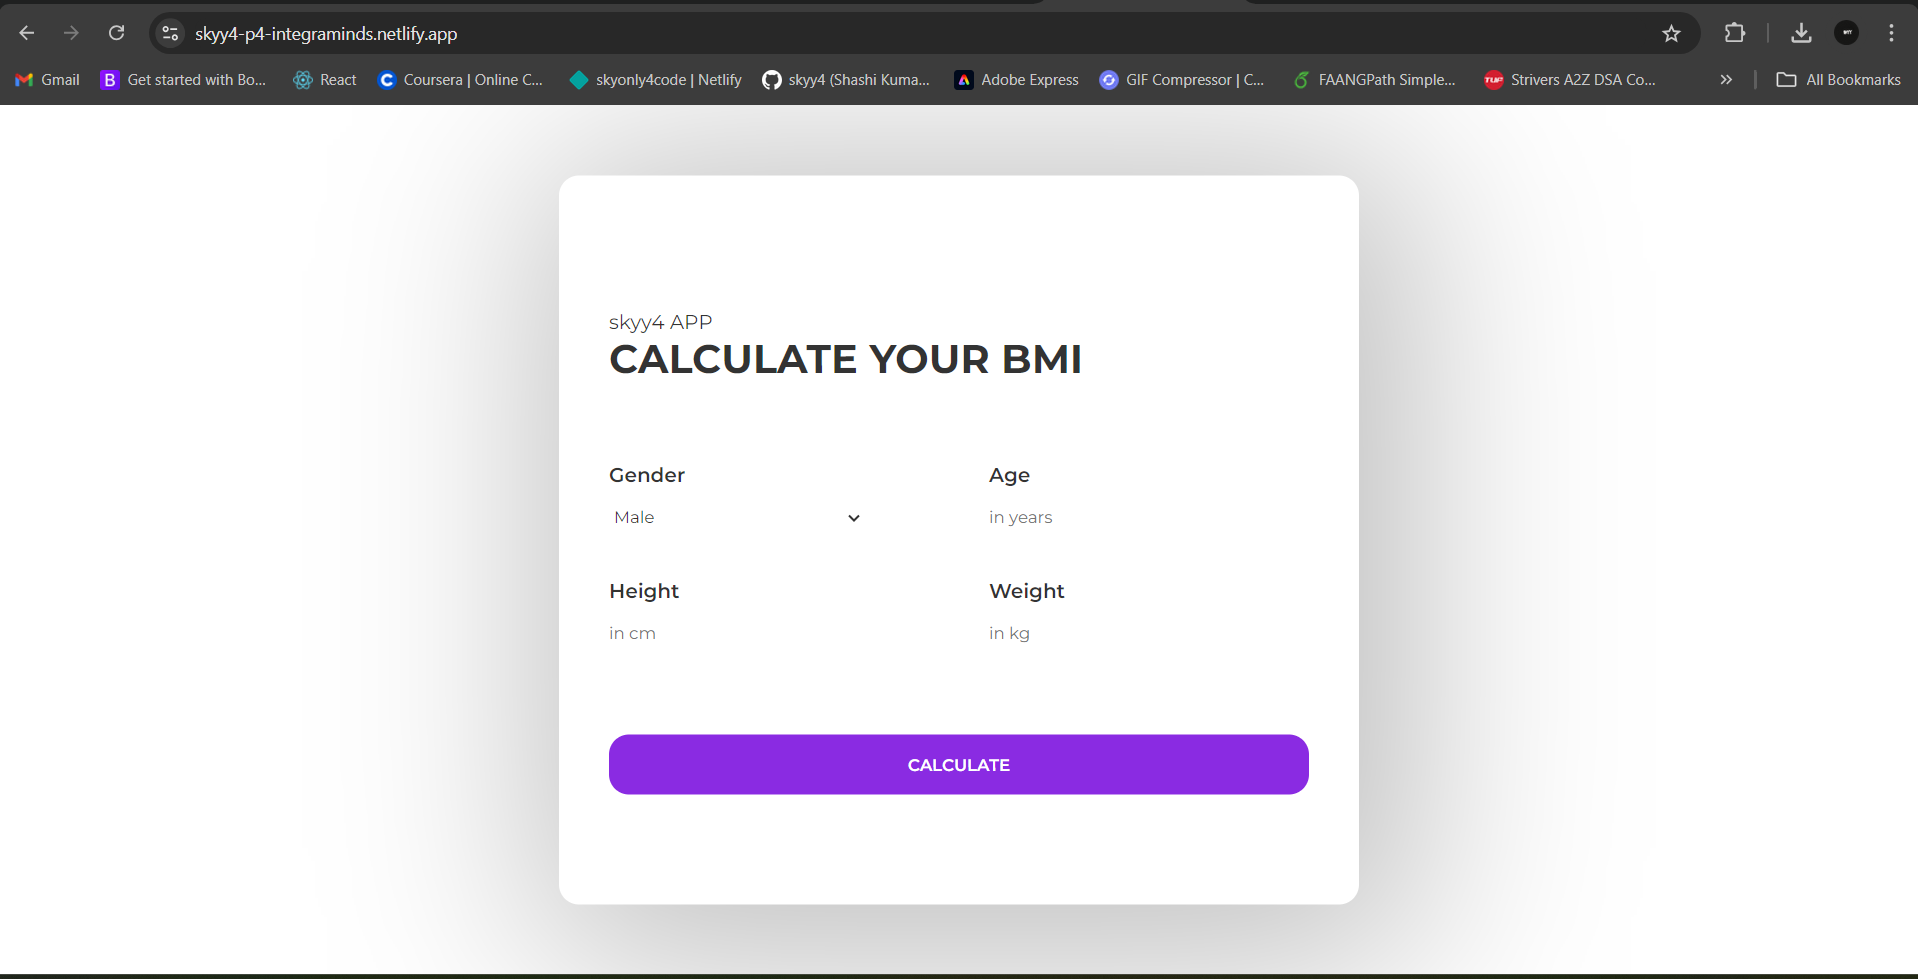 skyy4-p4-integraminds.netlify.app
Gmail
B Get started with Bo...
React
C Coursera | Online C...
skyonly4code | Netlify
skyy4 (Shashi Kuma...
Adobe Express
GIF Compressor | C...
FAANGPath Simple...
TUF Strivers A2Z DSA Co...
All Bookmarks
skyy4 APP
CALCULATE YOUR BMI
Gender
Age
Male
in years
Height
Weight
in cm
in kg
CALCULATE